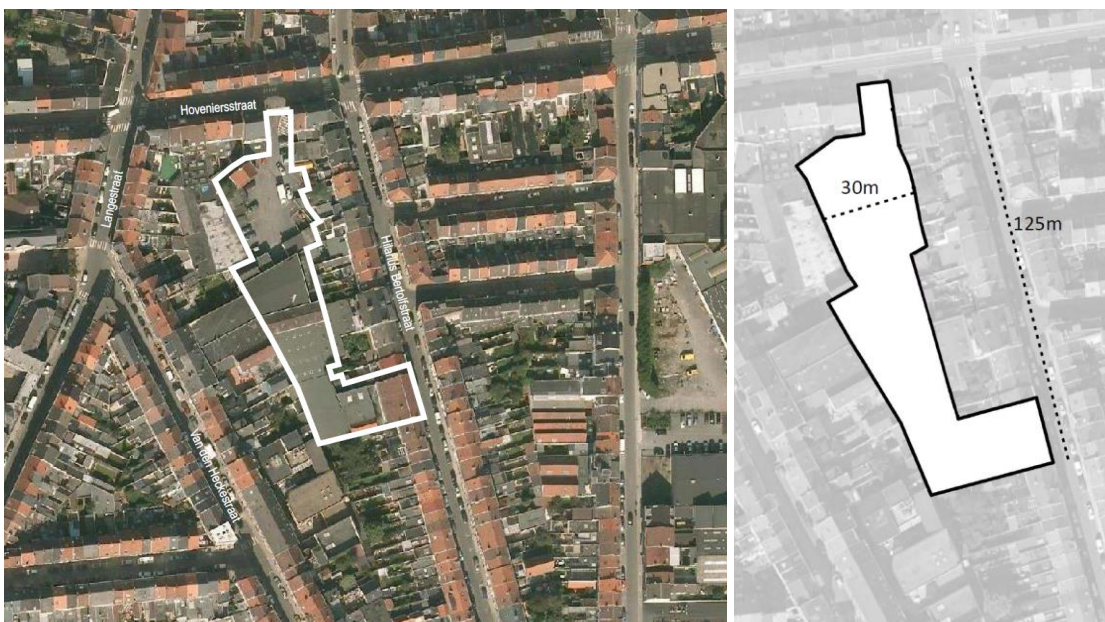 Hoveniersstraat
Langestraat
Hilarius Bertolfstraat
Van den Heckestraat
30m
125m